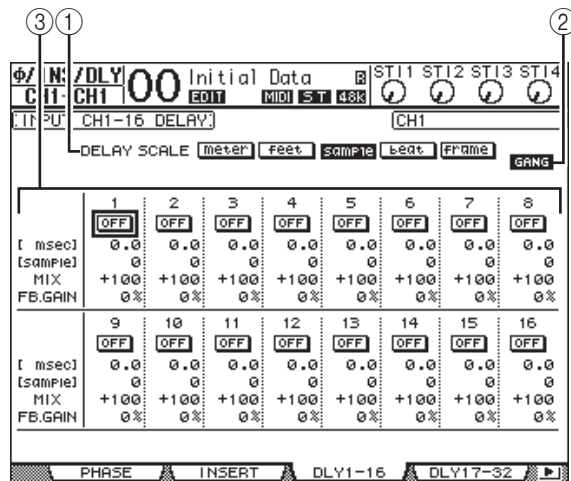 ③ ① ②
φ/INS/DLY 00 Initial Data R ST11 ST12 ST13 ST14
CH1-CH1 EDIT MIDI ST 48k
INPUT CH1-16 DELAY CH1
DELAY SCALE meter feet sample beat frame GANG
1 2 3 4 5 6 7 8
OFF OFF OFF OFF OFF OFF OFF OFF
[ msec] 0.0 0.0 0.0 0.0 0.0 0.0 0.0 0.0
[sample] 0 0 0 0 0 0 0 0
MIX +100 +100 +100 +100 +100 +100 +100 +100
FB.GAIN 0% 0% 0% 0% 0% 0% 0% 0%
9 10 11 12 13 14 15 16
OFF OFF OFF OFF OFF OFF OFF OFF
[ msec] 0.0 0.0 0.0 0.0 0.0 0.0 0.0 0.0
[sample] 0 0 0 0 0 0 0 0
MIX +100 +100 +100 +100 +100 +100 +100 +100
FB.GAIN 0% 0% 0% 0% 0% 0% 0% 0%
PHASE INSERT DLY1-16 DLY17-32